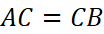 𝐴𝐶 = 𝐶𝐵